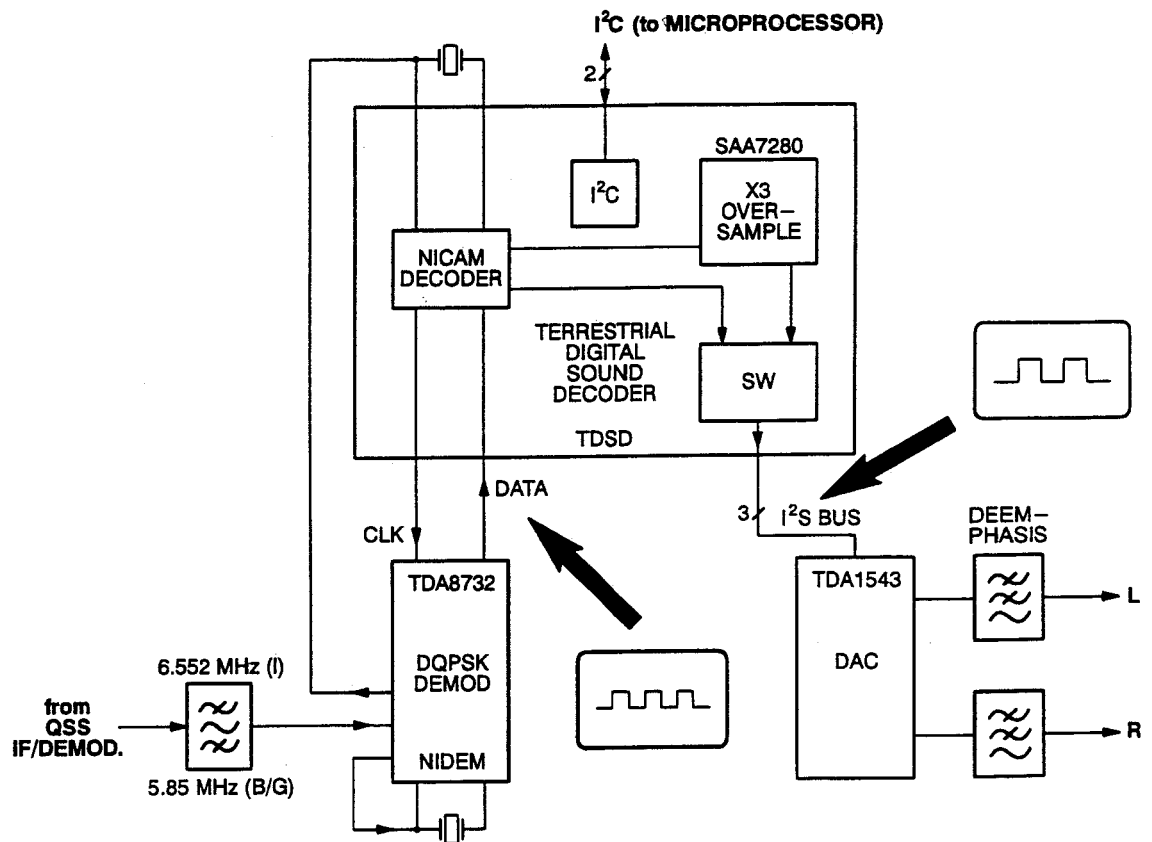 I²C (to MICROPROCESSOR)
2
SAA7280
I²C
X3
OVER–
SAMPLE
NICAM
DECODER
TERRESTRIAL
DIGITAL
SOUND
DECODER
SW
TDSD
DATA
3
I²S BUS
DEEM–
PHASIS
CLK
TDA8732
TDA1543
L
DQPSK
DEMOD
DAC
6.552 MHz (I)
from
QSS
IF/DEMOD.
R
NIDEM
5.85 MHz (B/G)